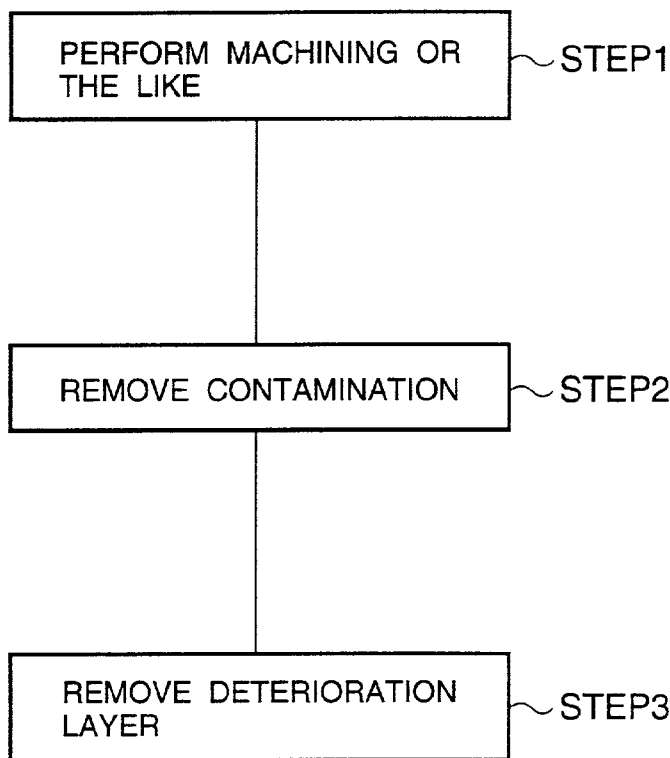 PERFORM MACHINING OR
THE LIKE
STEP1
REMOVE CONTAMINATION
STEP2
REMOVE DETERIORATION
LAYER
STEP3